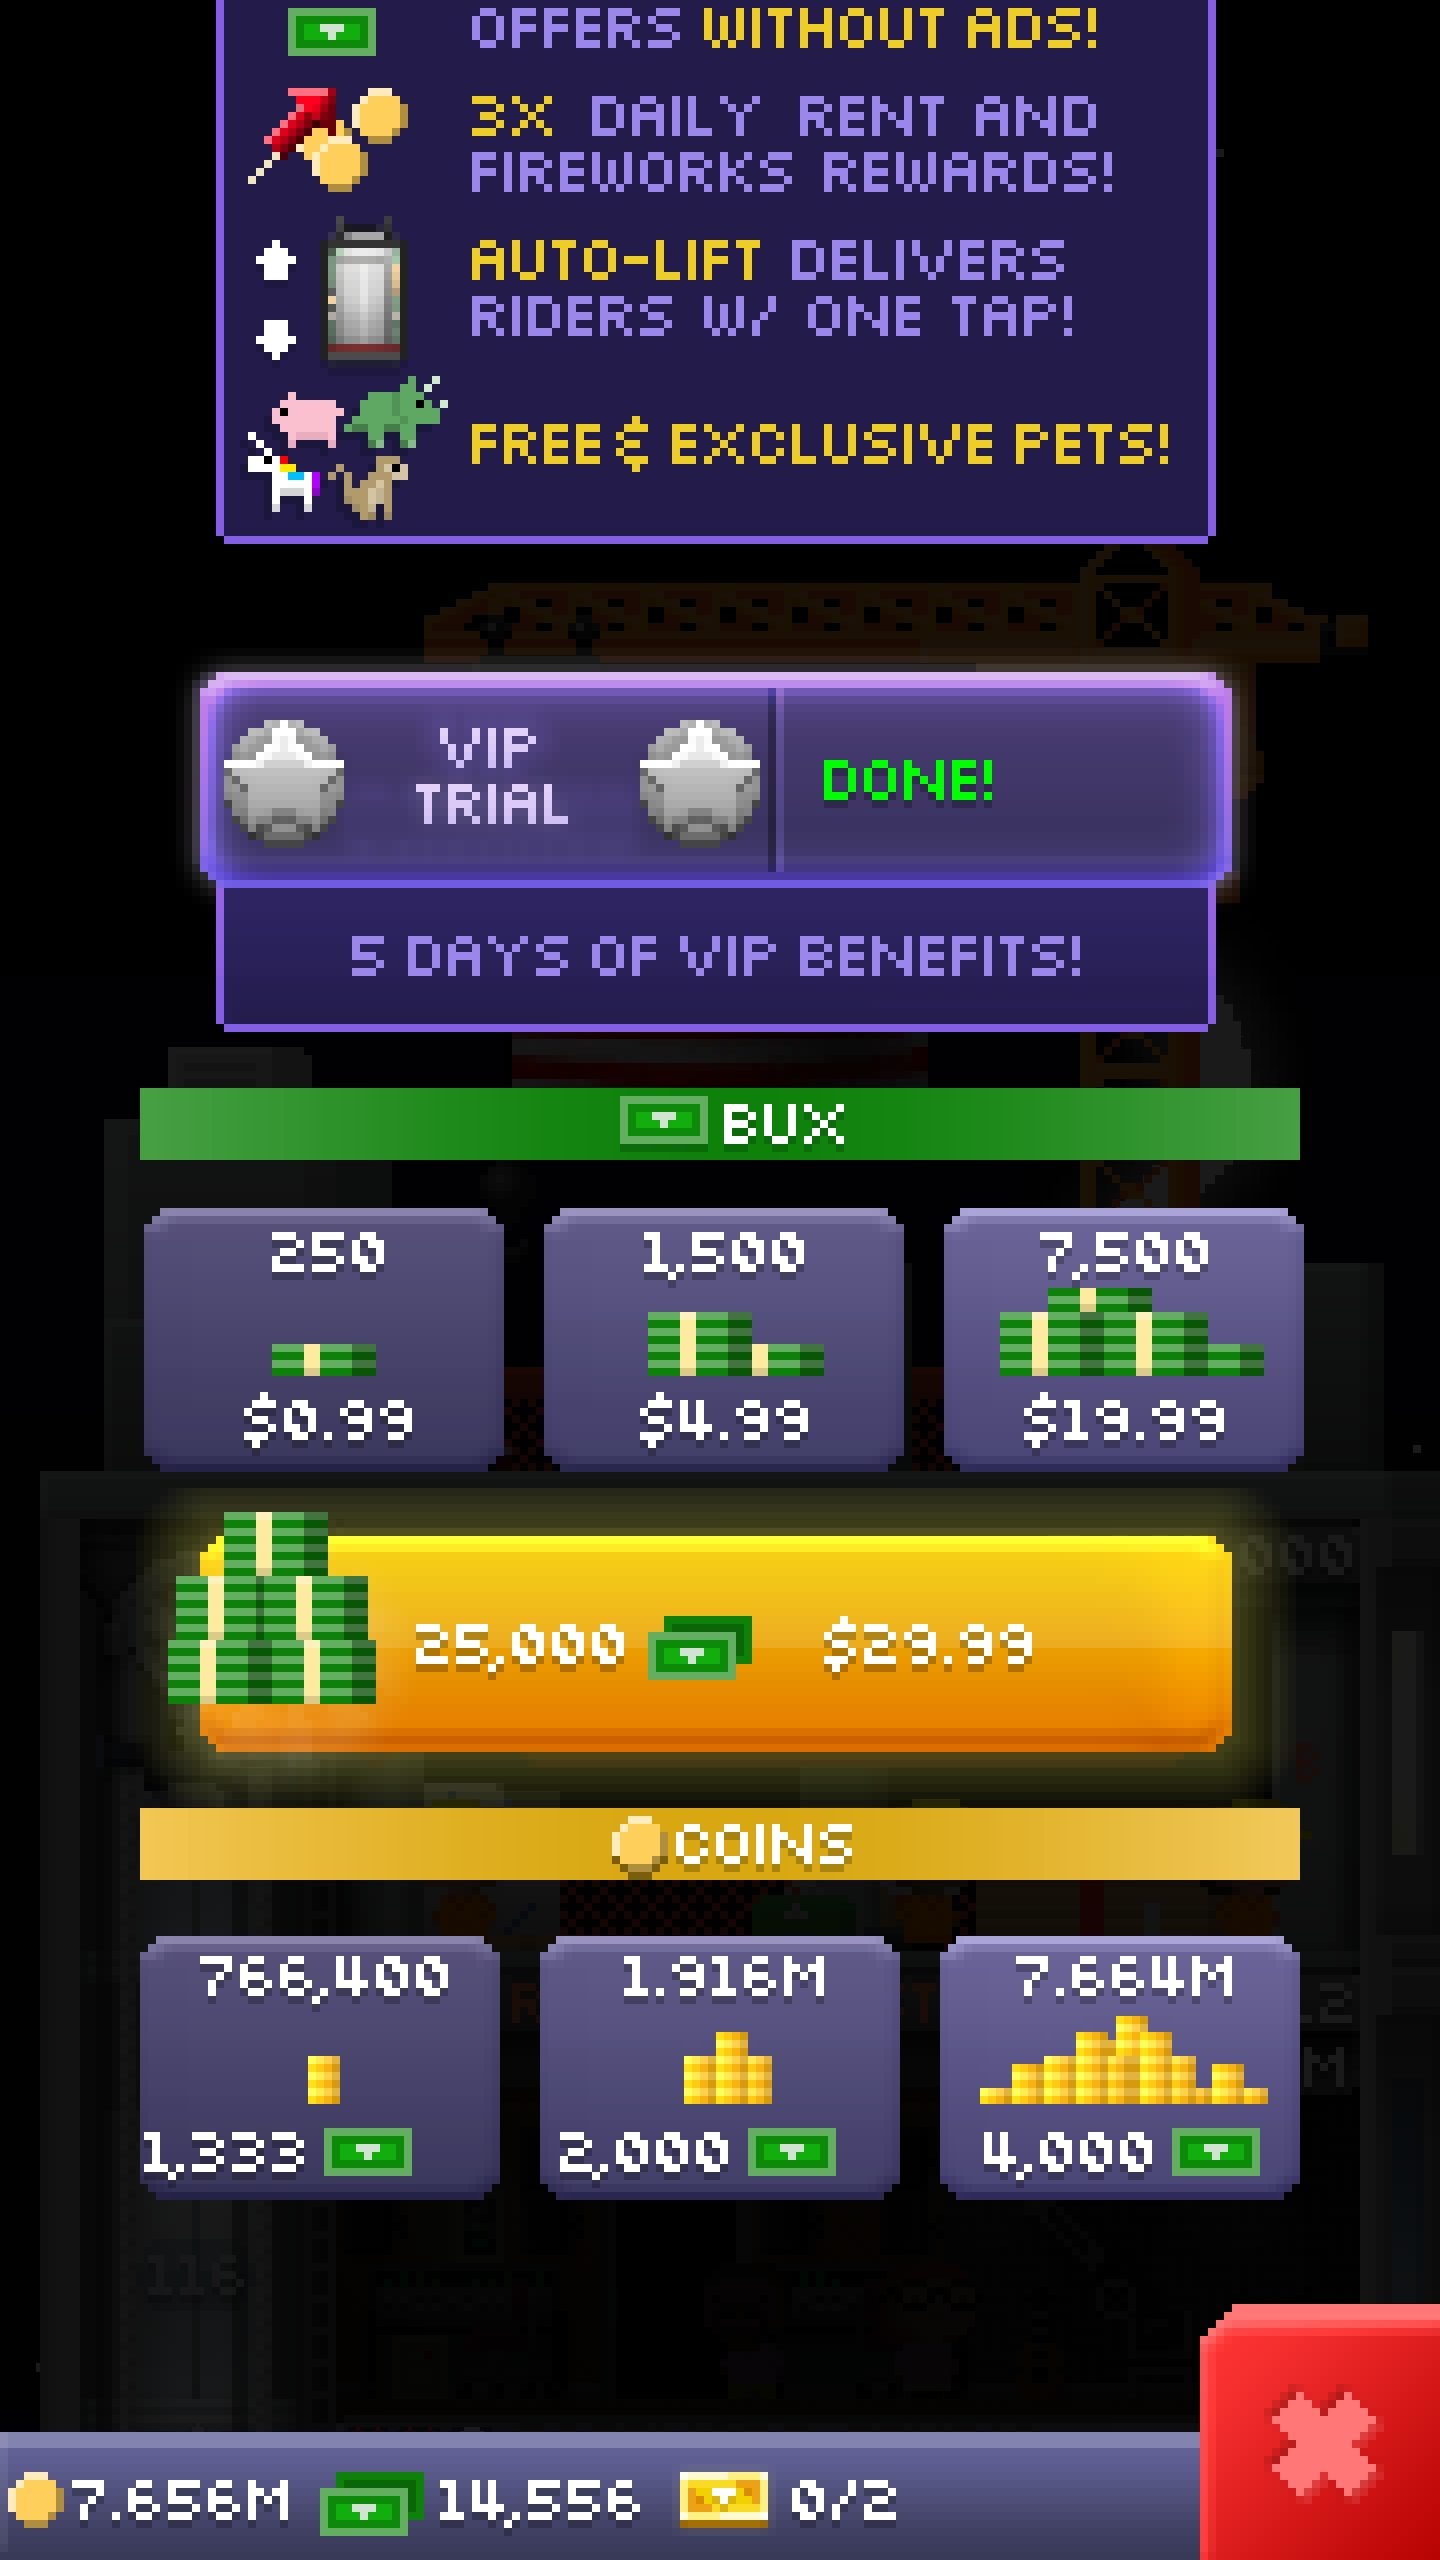 OFFERS WITHOUT ADS!
3X DAILY RENT AND
FIREWORKS REWARDS!
AUTO-LIFT DELIVERS
RIDERS W/ ONE TAP!
FREE & EXCLUSIVE PETS!
VIP
TRIAL
DONE!
5 DAYS OF VIP BENEFITS!
BUX
250
$0.99
1,500
$4.99
7,500
$19.99
25,000
$29.99
COINS
766,400
1,333
1.916M
2,000
7.664M
4,000
116
7.656M 14,556 0/2